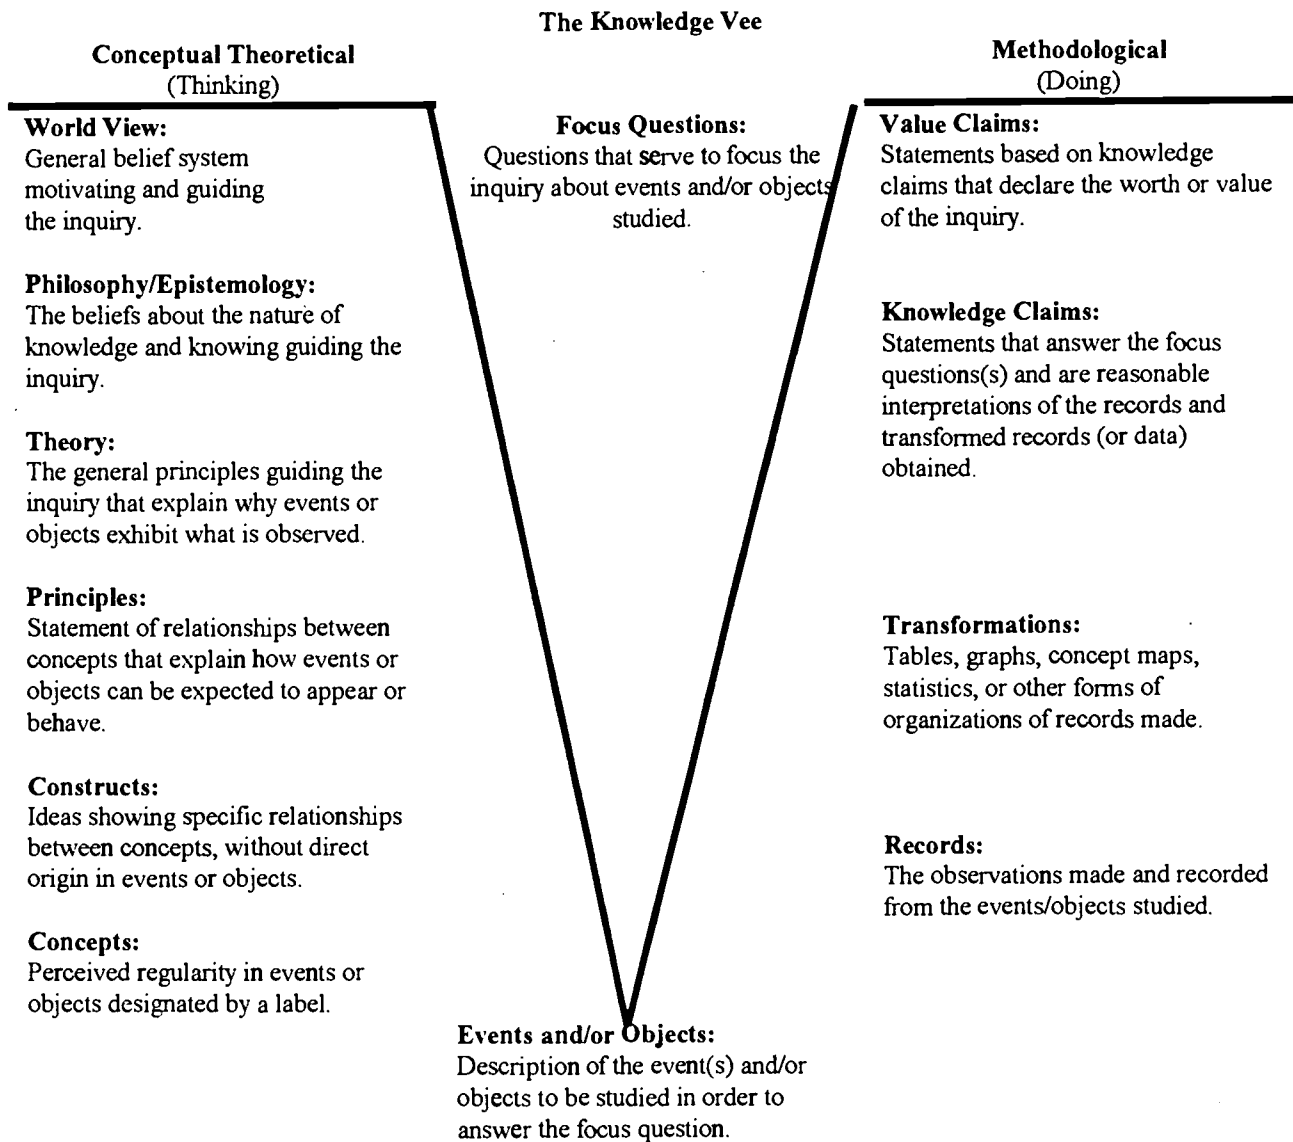 The Knowledge Vee
Conceptual Theoretical
(Thinking)
World View:
General belief system
motivating and guiding
the inquiry.
Philosophy/Epistemology:
The beliefs about the nature of
knowledge and knowing guiding the
inquiry.
Theory:
The general principles guiding the
inquiry that explain why events or
objects exhibit what is observed.
Principles:
Statement of relationships between
concepts that explain how events or
objects can be expected to appear or
behave.
Constructs:
Ideas showing specific relationships
between concepts, without direct
origin in events or objects.
Concepts:
Perceived regularity in events or
objects designated by a label.
Focus Questions:
Questions that serve to focus the
inquiry about events and/or objects
studied.
Events and/or Objects:
Description of the event(s) and/or
objects to be studied in order to
answer the focus question.
Methodological
(Doing)
Value Claims:
Statements based on knowledge
claims that declare the worth or value
of the inquiry.
Knowledge Claims:
Statements that answer the focus
questions(s) and are reasonable
interpretations of the records and
transformed records (or data)
obtained.
Transformations:
Tables, graphs, concept maps,
statistics, or other forms of
organizations of records made.
Records:
The observations made and recorded
from the events/objects studied.